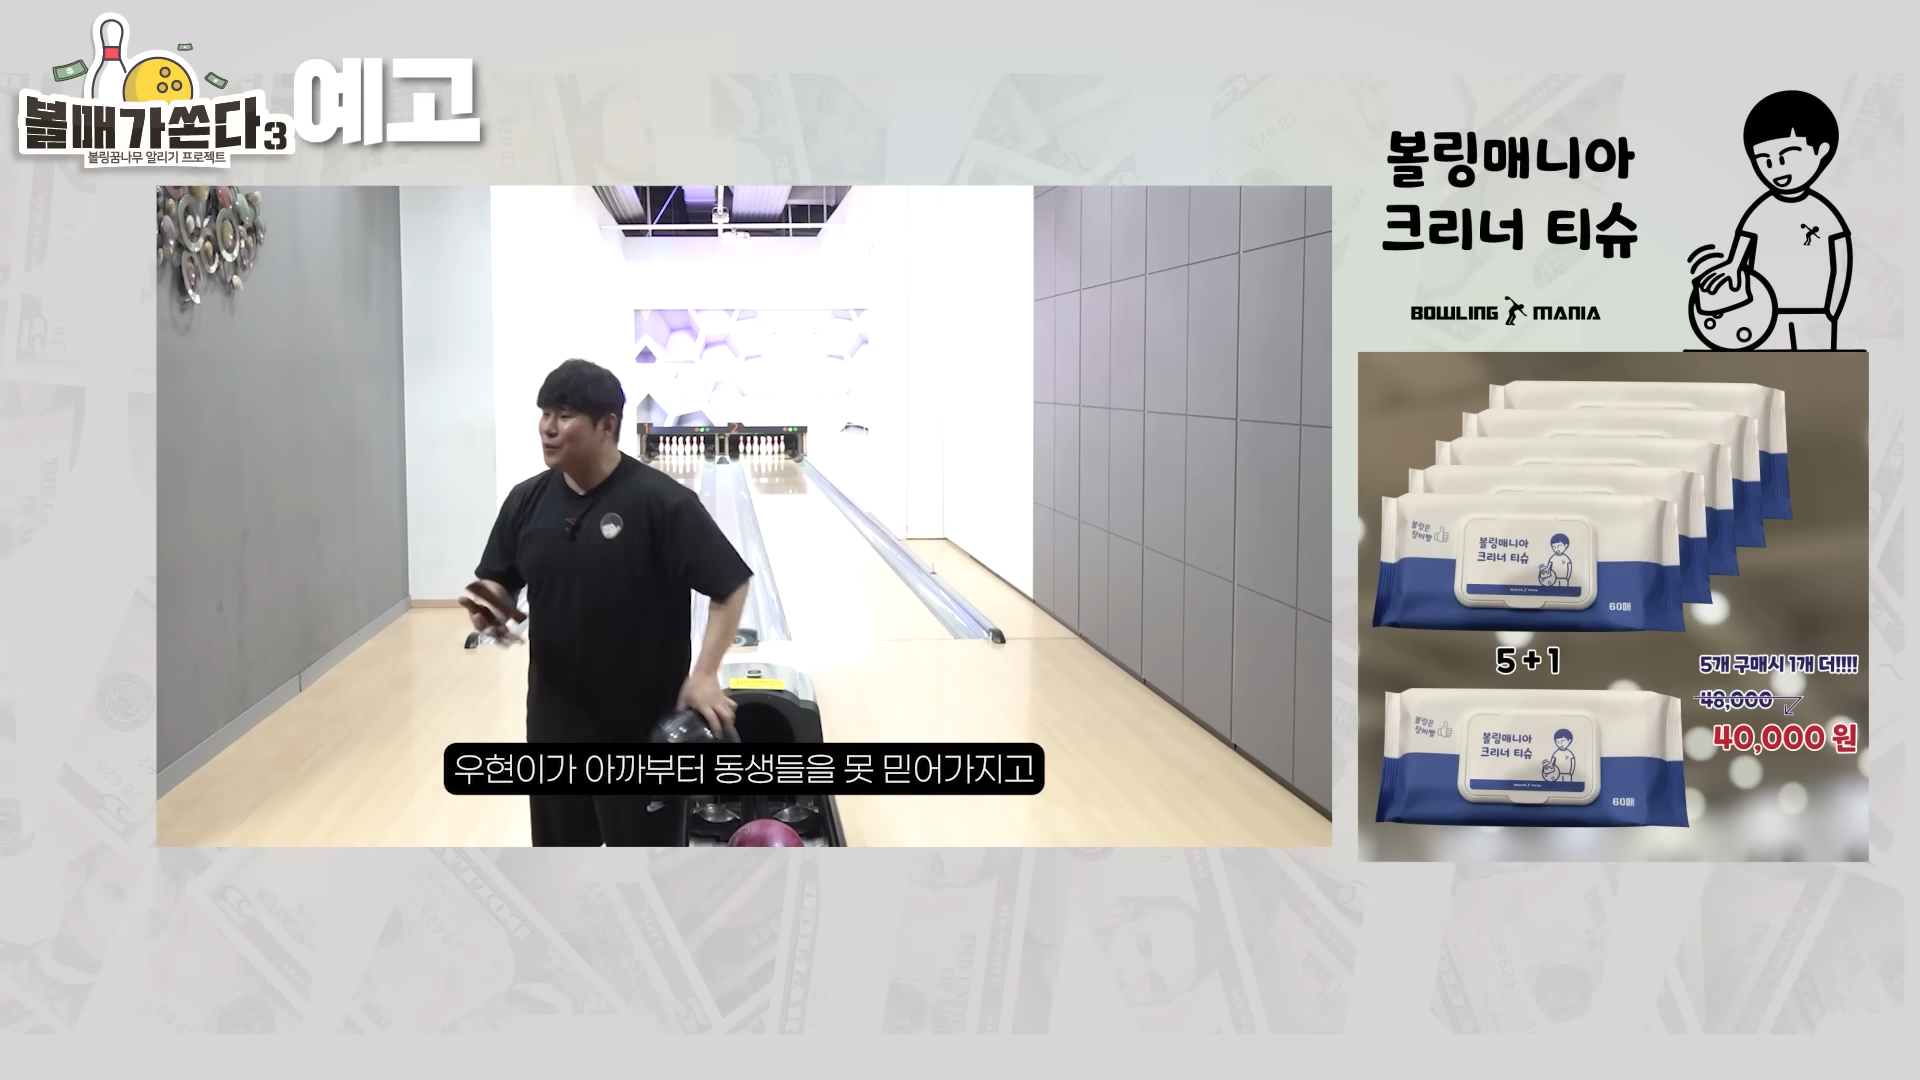 볼매가쏜다3
볼링꿈나무 알리기 프로젝트
예고
1
2
우현이가 아까부터 동생들을 못 믿어가지고
볼링매니아
크리너 티슈
BOWLING MANIA
볼링은
장비빨
볼링매니아
크리너 티슈
60매
5+1
5개 구매시 1개 더!!!!
48,000
40,000 원
볼링은
장비빨
볼링매니아
크리너 티슈
60매